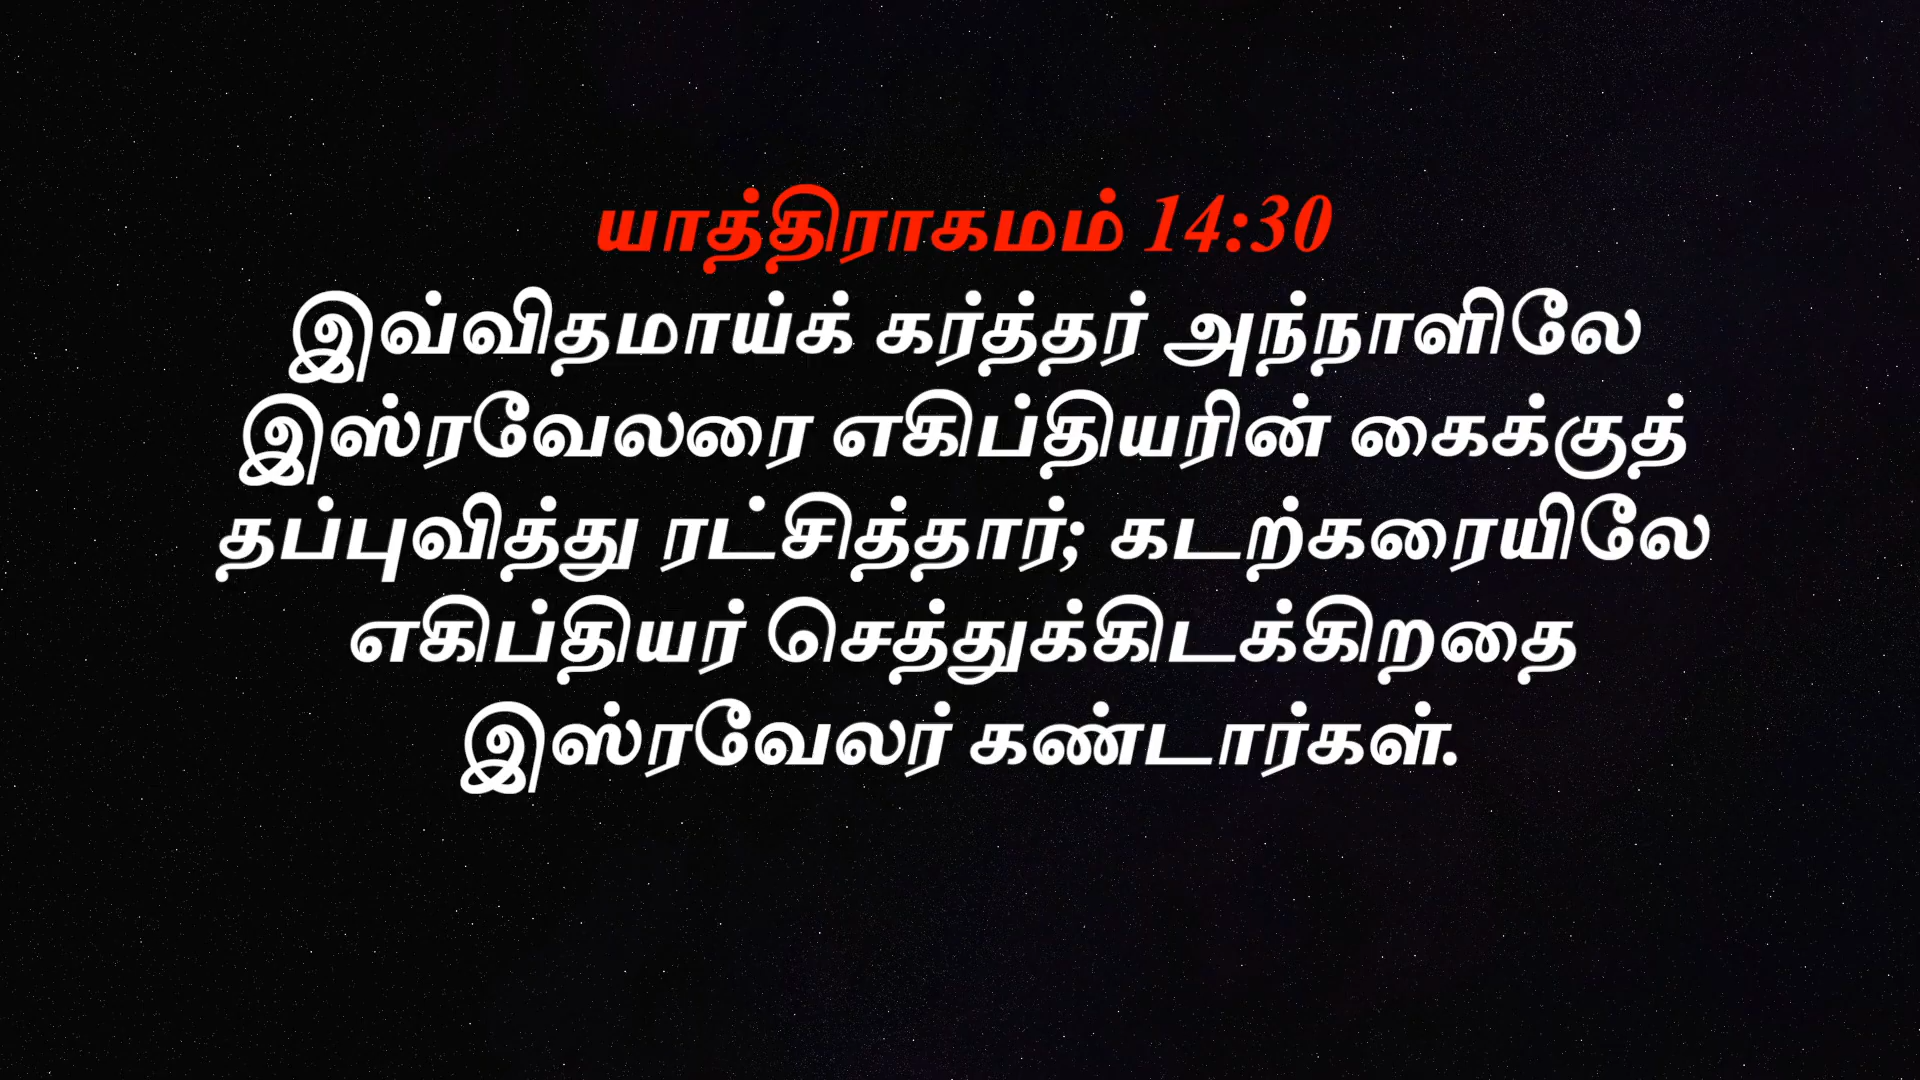 யாத்திராகமம் 14:30
இவ்விதமாய்க் கர்த்தர் அந்நாளிலே
இஸ்ரவேலரை எகிப்தியரின் கைக்குத்
தப்புவித்து ரட்சித்தார்; கடற்கரையிலே
எகிப்தியர் செத்துக்கிடக்கிறதை
இஸ்ரவேலர் கண்டார்கள்.